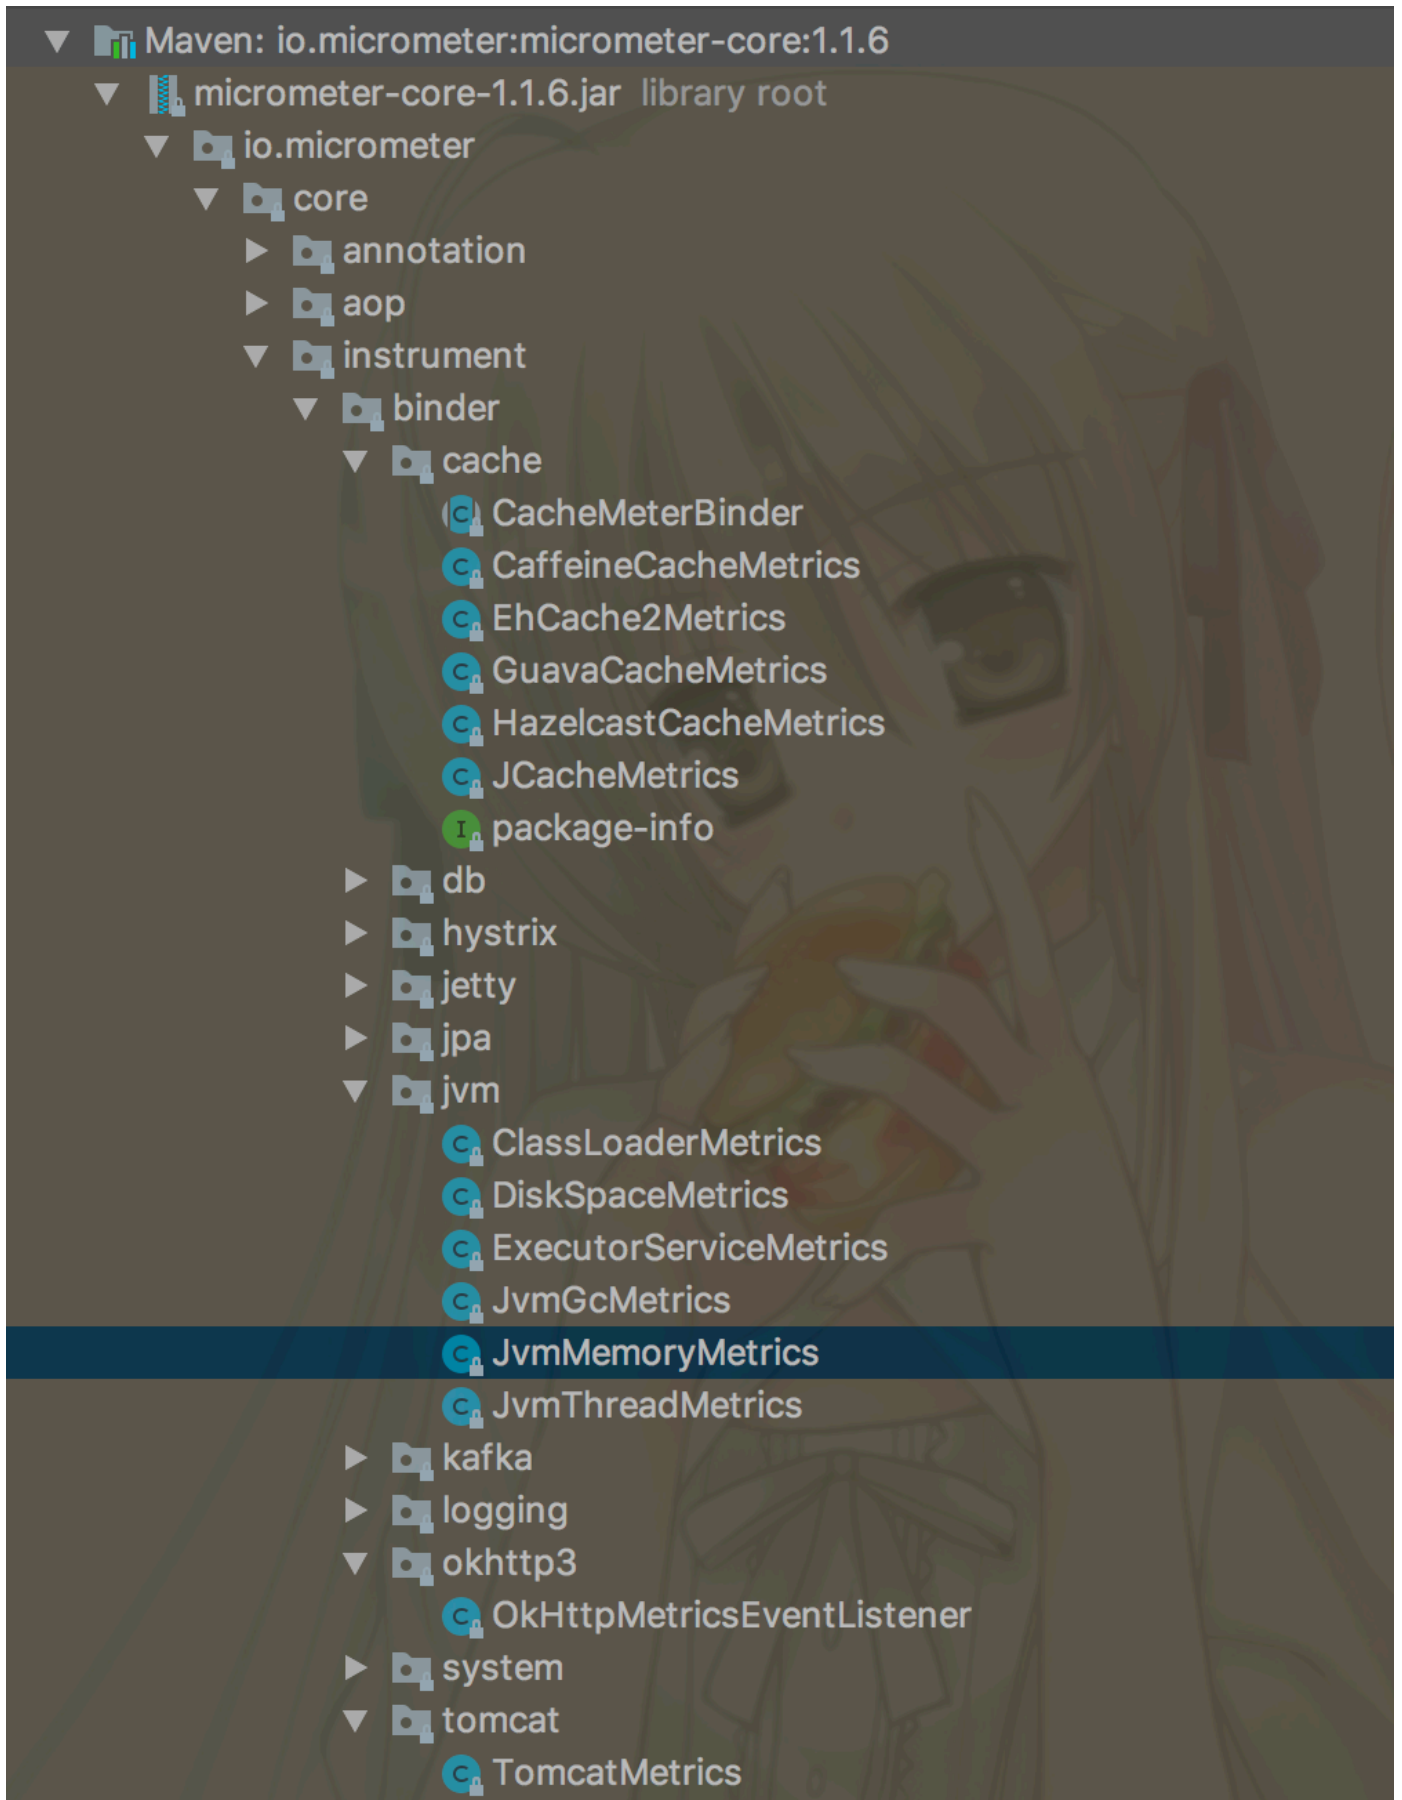 Maven: io.micrometer:micrometer-core:1.1.6
micrometer-core-1.1.6.jar library root
io.micrometer
core
annotation
aop
instrument
binder
cache
CacheMeterBinder
CaffeineCacheMetrics
EhCache2Metrics
GuavaCacheMetrics
HazelcastCacheMetrics
JCacheMetrics
package-info
db
hystrix
jetty
jpa
jvm
ClassLoaderMetrics
DiskSpaceMetrics
ExecutorServiceMetrics
JvmGcMetrics
JvmMemoryMetrics
JvmThreadMetrics
kafka
logging
okhttp3
OkHttpMetricsEventListener
system
tomcat
TomcatMetrics